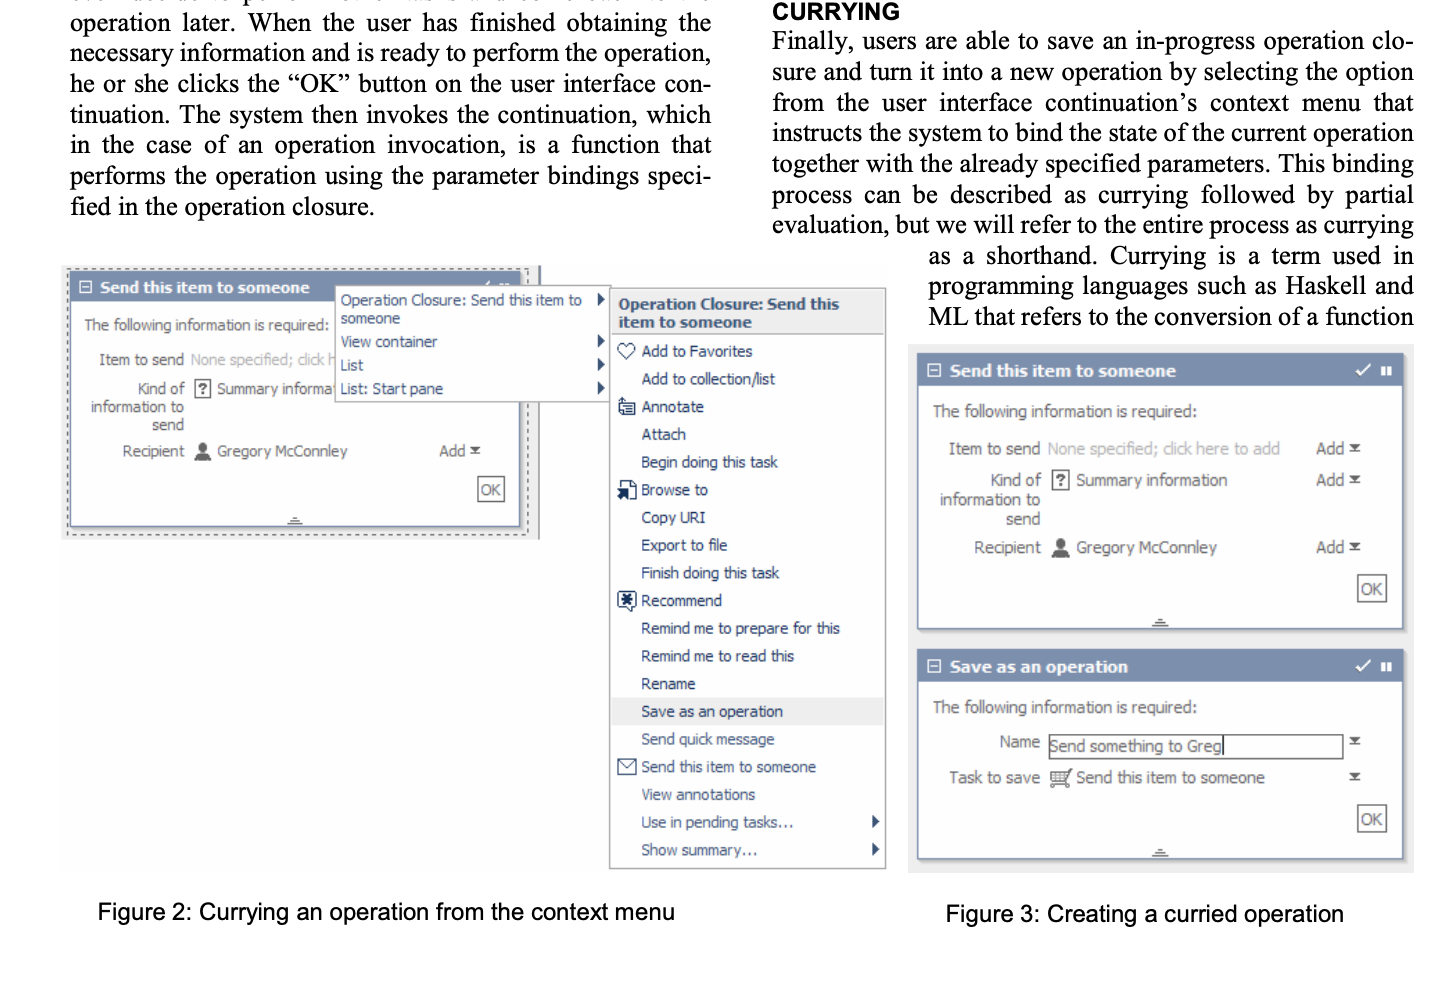 operation later. When the user has finished obtaining the
necessary information and is ready to perform the operation,
he or she clicks the “OK” button on the user interface con-
tinuation. The system then invokes the continuation, which
in the case of an operation invocation, is a function that
performs the operation using the parameter bindings speci-
fied in the operation closure.
CURRYING
Finally, users are able to save an in-progress operation clo-
sure and turn it into a new operation by selecting the option
from the user interface continuation’s context menu that
instructs the system to bind the state of the current operation
together with the already specified parameters. This binding
process can be described as currying followed by partial
evaluation, but we will refer to the entire process as currying
as a shorthand. Currying is a term used in
programming languages such as Haskell and
ML that refers to the conversion of a function
Send this item to someone
The following information is required:
Item to send None specified; click h
Kind of
information to
send
? Summary informa
Recipient Gregory McConnley Add
OK
Operation Closure: Send this item to
someone
View container
List
List: Start pane
Operation Closure: Send this
item to someone
Add to Favorites
Add to collection/list
Annotate
Attach
Begin doing this task
Browse to
Copy URI
Export to file
Finish doing this task
Recommend
Remind me to prepare for this
Remind me to read this
Rename
Save as an operation
Send quick message
Send this item to someone
View annotations
Use in pending tasks...
Show summary...
Figure 2: Currying an operation from the context menu
Send this item to someone
The following information is required:
Item to send None specified; click here to add Add
Kind of
information to
send
? Summary information Add
Recipient Gregory McConnley Add
OK
Save as an operation
The following information is required:
Name Send something to Greg
Task to save Send this item to someone
OK
Figure 3: Creating a curried operation